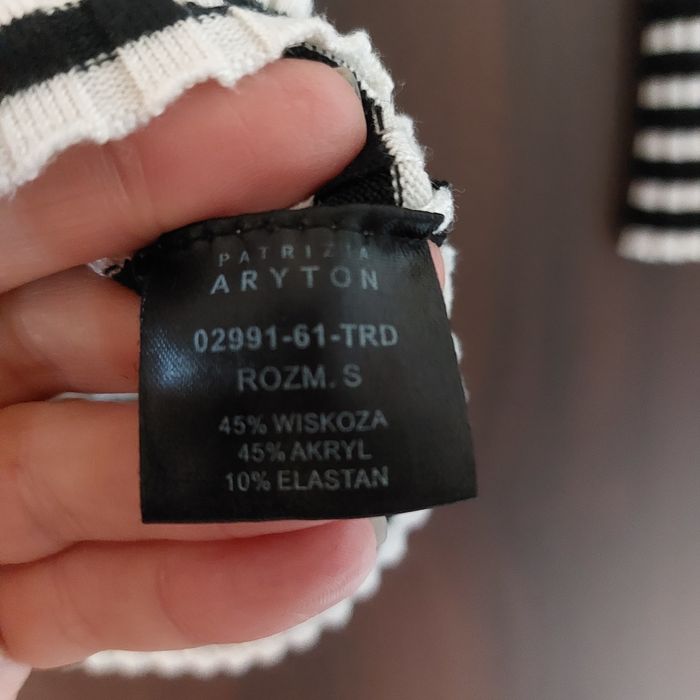 PATRIZIA
ARYTON
02991-61-TRD
ROZM. S
45% WISKOZA
45% AKRYL
10% ELASTAN